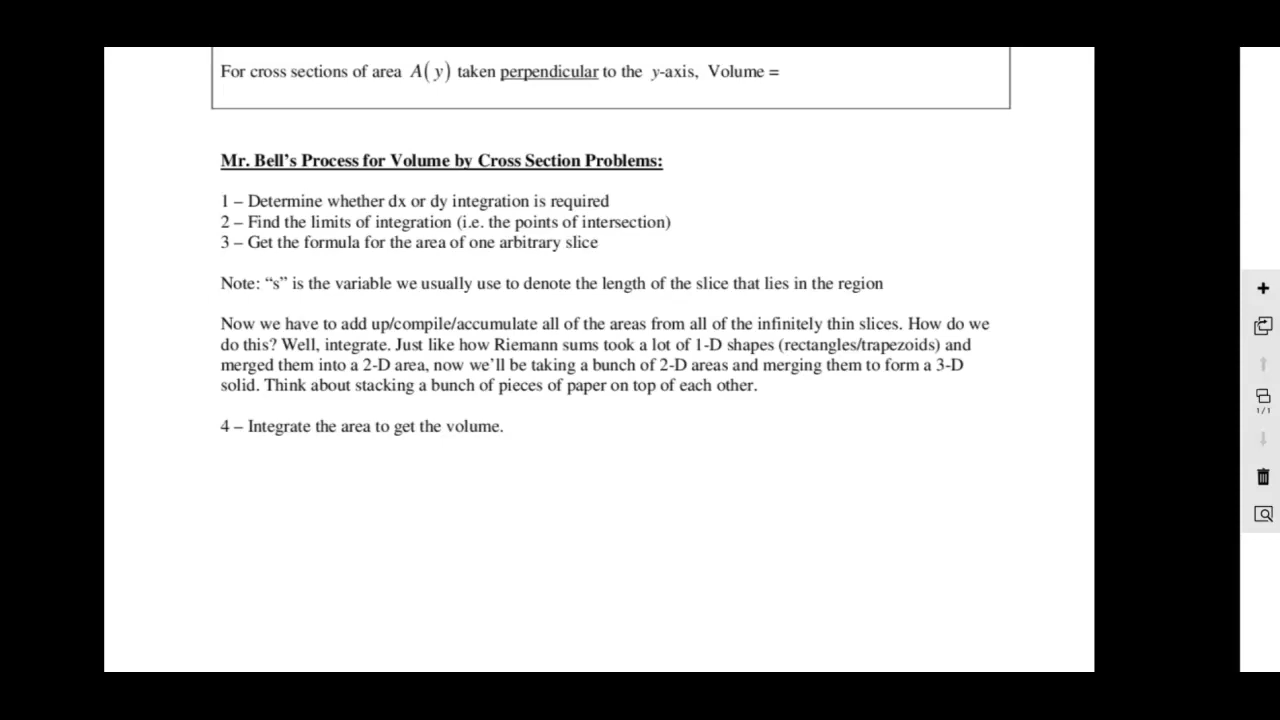 For cross sections of area A( y) taken perpendicular to the y-axis, Volume =
Mr. Bell’s Process for Volume by Cross Section Problems:
1 – Determine whether dx or dy integration is required
2 – Find the limits of integration (i.e. the points of intersection)
3 – Get the formula for the area of one arbitrary slice
Note: “s” is the variable we usually use to denote the length of the slice that lies in the region
Now we have to add up/compile/accumulate all of the areas from all of the infinitely thin slices. How do we
do this? Well, integrate. Just like how Riemann sums took a lot of 1-D shapes (rectangles/trapezoids) and
merged them into a 2-D area, now we’ll be taking a bunch of 2-D areas and merging them to form a 3-D
solid. Think about stacking a bunch of pieces of paper on top of each other.
4 – Integrate the area to get the volume.
1/1